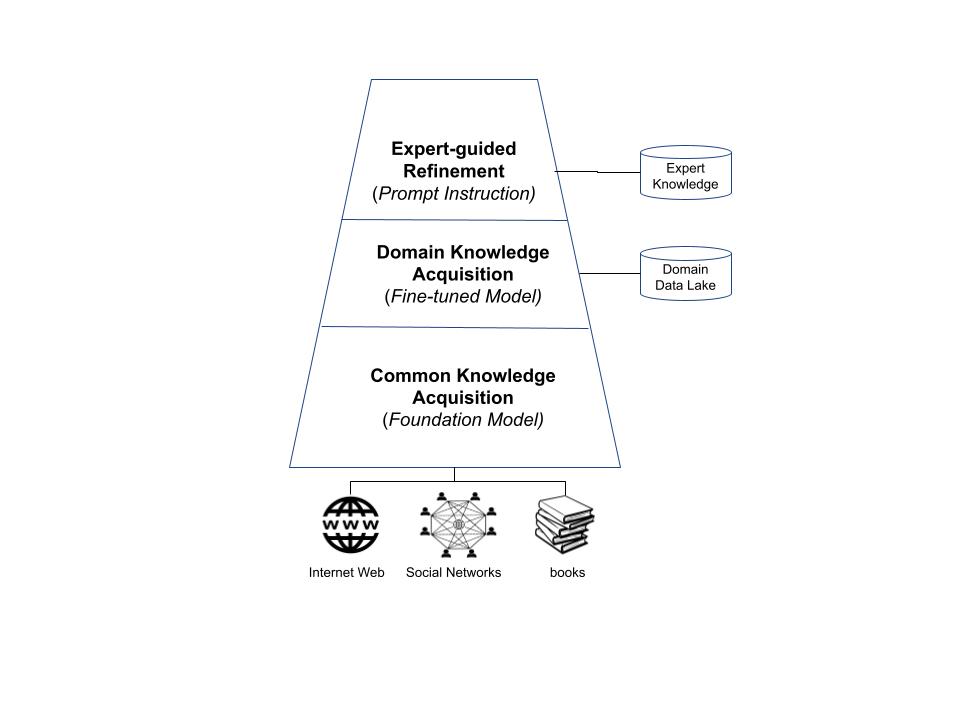 Expert-guided
Refinement
(Prompt Instruction)
Expert
Knowledge
Domain Knowledge
Acquisition
(Fine-tuned Model)
Domain
Data Lake
Common Knowledge
Acquisition
(Foundation Model)
WWW
Internet Web
Social Networks
books